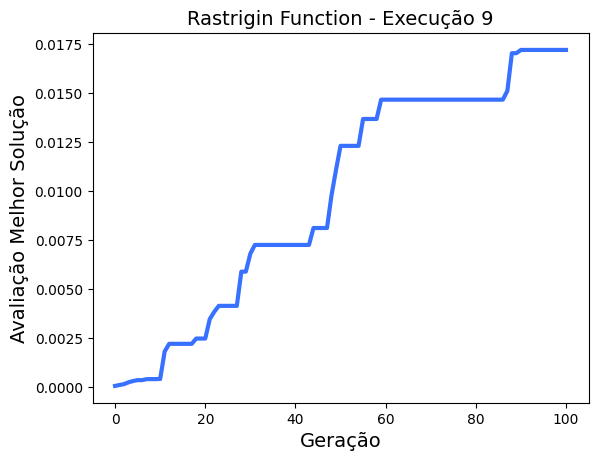 Rastrigin Function - Execução 9
Avaliação Melhor Solução
0.0175
0.0150
0.0125
0.0100
0.0075
0.0050
0.0025
0.0000
0 20 40 60 80 100
Geração